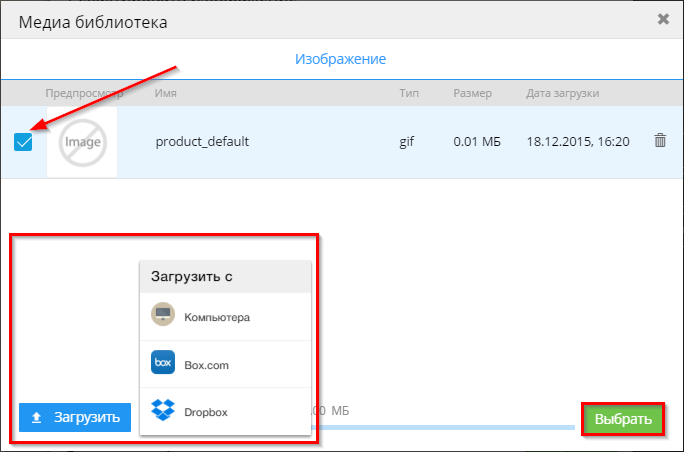 Медиа библиотека
Изображение
Предпросмотр Имя Тип Размер Дата загрузки
Image product_default gif 0.01 МБ 18.12.2015, 16:20
Загрузить с
Компьютера
box Box.com
Dropbox
Загрузить .00 МБ Выбрать